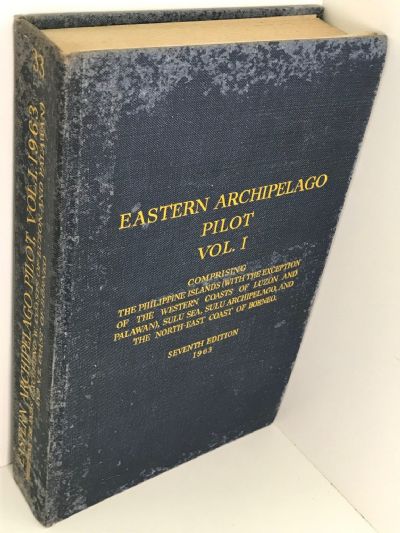 EASTERN ARCHIPELAGO
PILOT
VOL. I
COMPRISING
THE PHILIPPINE ISLANDS (WITH THE EXCEPTION
OF THE WESTERN COASTS OF LUZON AND
PALAWAN), SULU SEA, SULU ARCHIPELAGO, AND
THE NORTH-EAST COAST OF BORNEO.
SEVENTH EDITION
1963
EASTERN ARCHIPELAGO PILOT, VOL. I, 1963